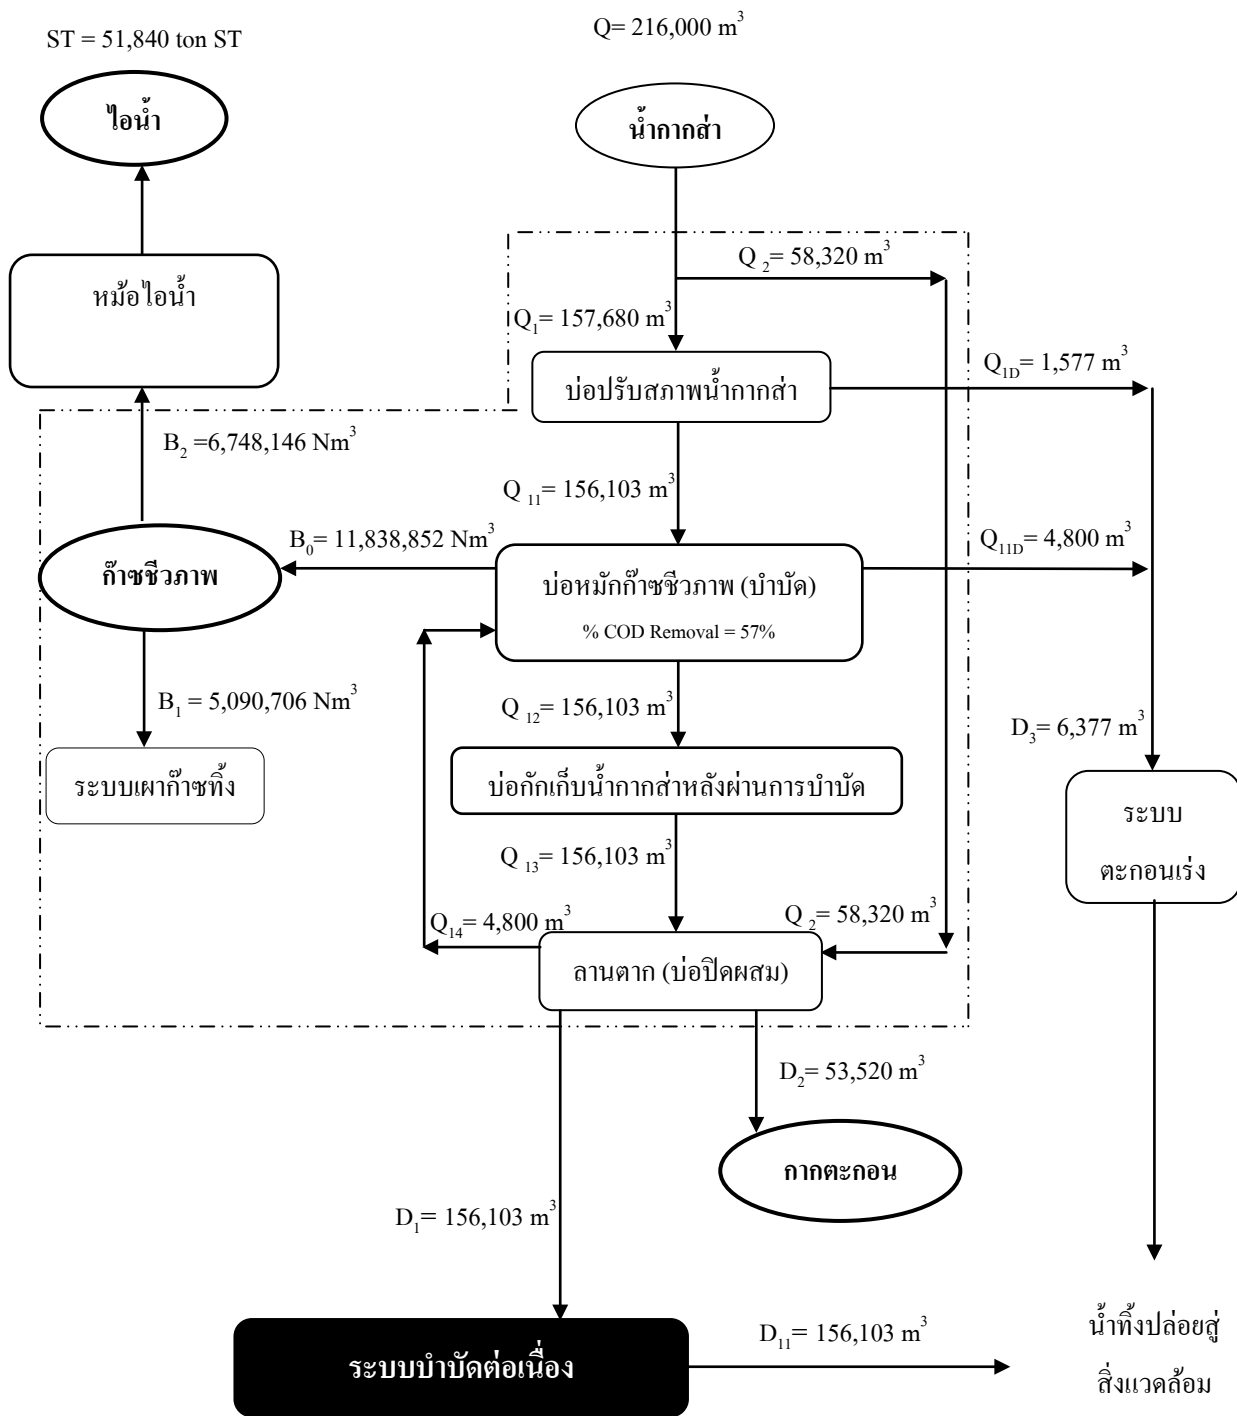 Q= 216,000 m³
ST = 51,840 ton ST
ไอน้ำ
น้ำกากส่า
Q ₂= 58,320 m³
หม้อไอน้ำ
Q₁= 157,680 m³
Q₁D= 1,577 m³
บ่อปรับสภาพน้ำกากส่า
B₂ =6,748,146 Nm³
Q ₁₁= 156,103 m³
B₀= 11,838,852 Nm³
Q₁₁D= 4,800 m³
ก๊าซชีวภาพ
บ่อหมักก๊าซชีวภาพ (บำบัด)
% COD Removal = 57%
B₁ = 5,090,706 Nm³
Q ₁₂= 156,103 m³
D₃= 6,377 m³
ระบบเผาก๊าซทิ้ง
บ่อกักเก็บน้ำกากส่าหลังผ่านการบำบัด
ระบบ
ตะกอนเร่ง
Q ₁₃= 156,103 m³
Q₁₄= 4,800 m³
Q ₂= 58,320 m³
ลานตาก (บ่อปิดผสม)
D₂= 53,520 m³
กากตะกอน
D₁= 156,103 m³
ระบบบำบัดต่อเนื่อง
D₁₁= 156,103 m³
น้ำทิ้งปล่อยสู่
สิ่งแวดล้อม